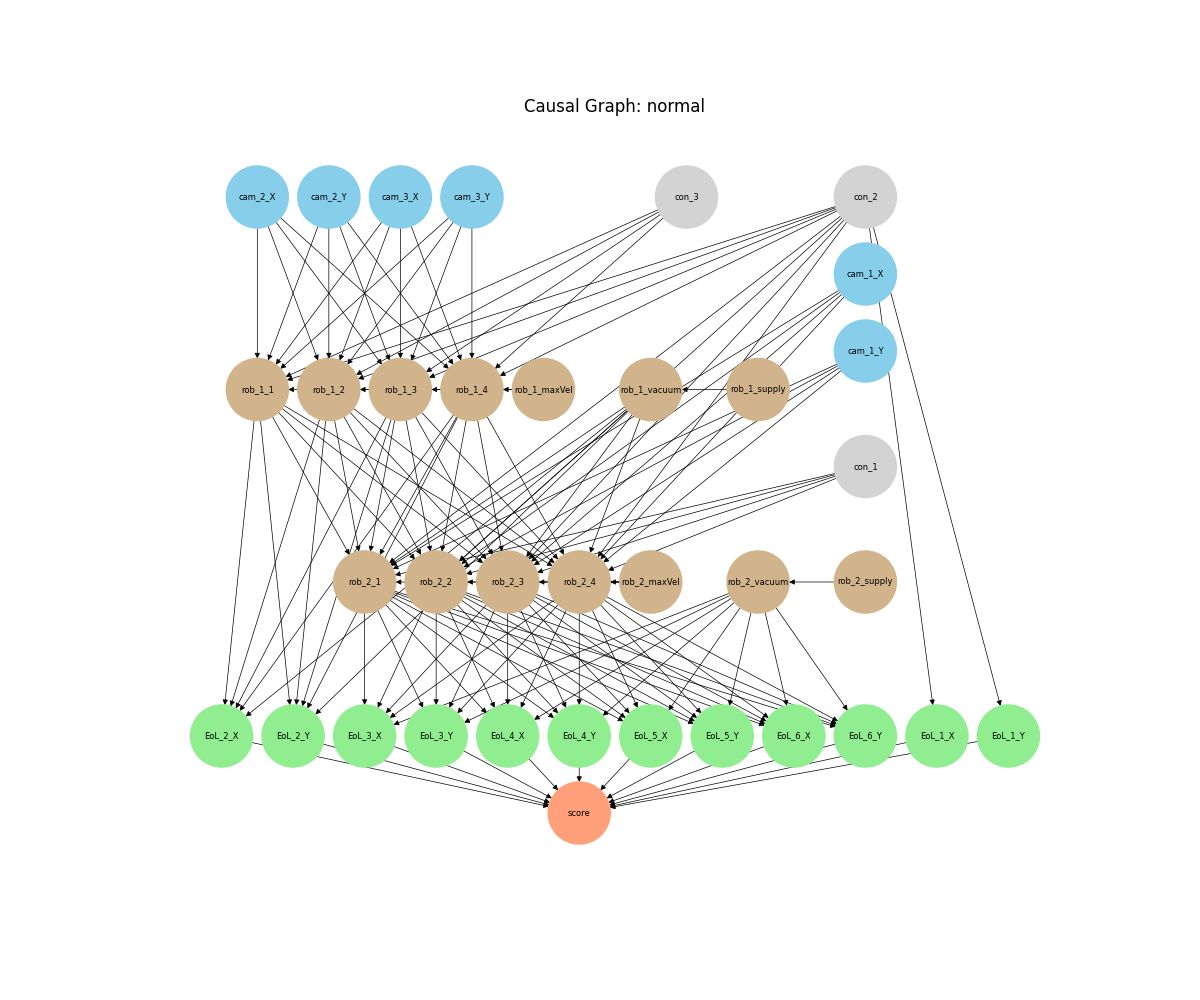 Causal Graph: normal
cam_2_X
cam_2_Y
cam_3_X
cam_3_Y
con_3
con_2
cam_1_X
cam_1_Y
rob_1_1
rob_1_2
rob_1_3
rob_1_4
rob_1_maxVel
rob_1_vacuum
rob_1_supply
con_1
rob_2_1
rob_2_2
rob_2_3
rob_2_4
rob_2_maxVel
rob_2_vacuum
rob_2_supply
EoL_2_X
EoL_2_Y
EoL_3_X
EoL_3_Y
EoL_4_X
EoL_4_Y
EoL_5_X
EoL_5_Y
EoL_6_X
EoL_6_Y
EoL_1_X
EoL_1_Y
score